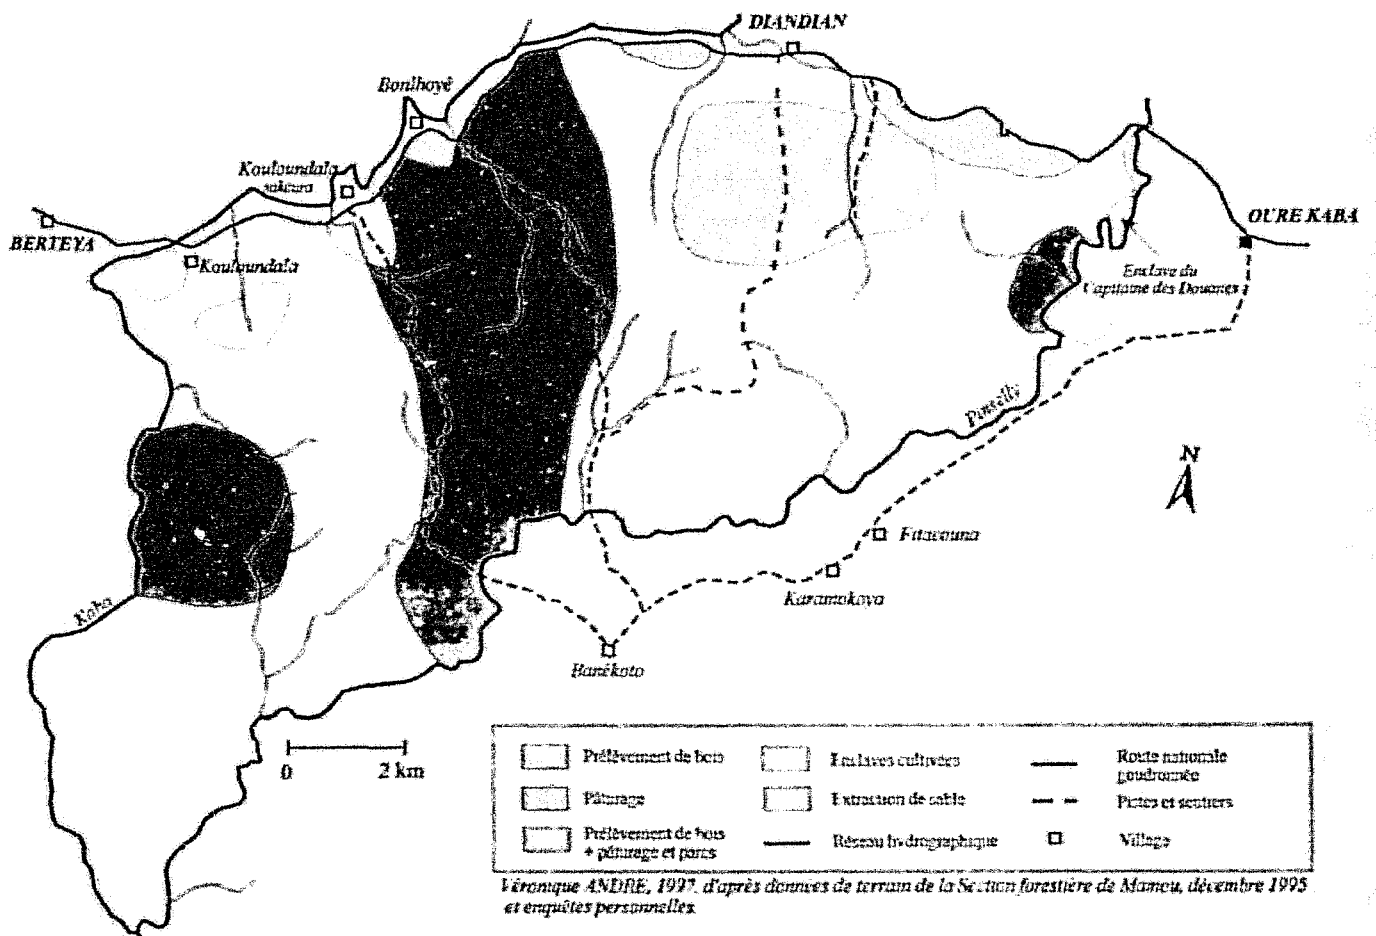 DIANDIAN
Bonlhoyé
Kouloundala
sakoura
BERTEYA
Kouloundala
OURE KABA
Enclave du
Capitaine des Douanes
Pinselly
N
Fitacouna
Karamokoya
Kaba
Banékoto
0 2 km
Prélèvement de bois
Pâturage
Prélèvement de bois
+ pâturage et parcs
Enclaves cultivées
Extraction de sable
Réseau hydrographique
Route nationale
goudronnée
Pistes et sentiers
Village
Véronique ANDRE, 1997, d'après données de terrain de la Section forestière de Mamou, décembre 1995
et enquêtes personnelles.